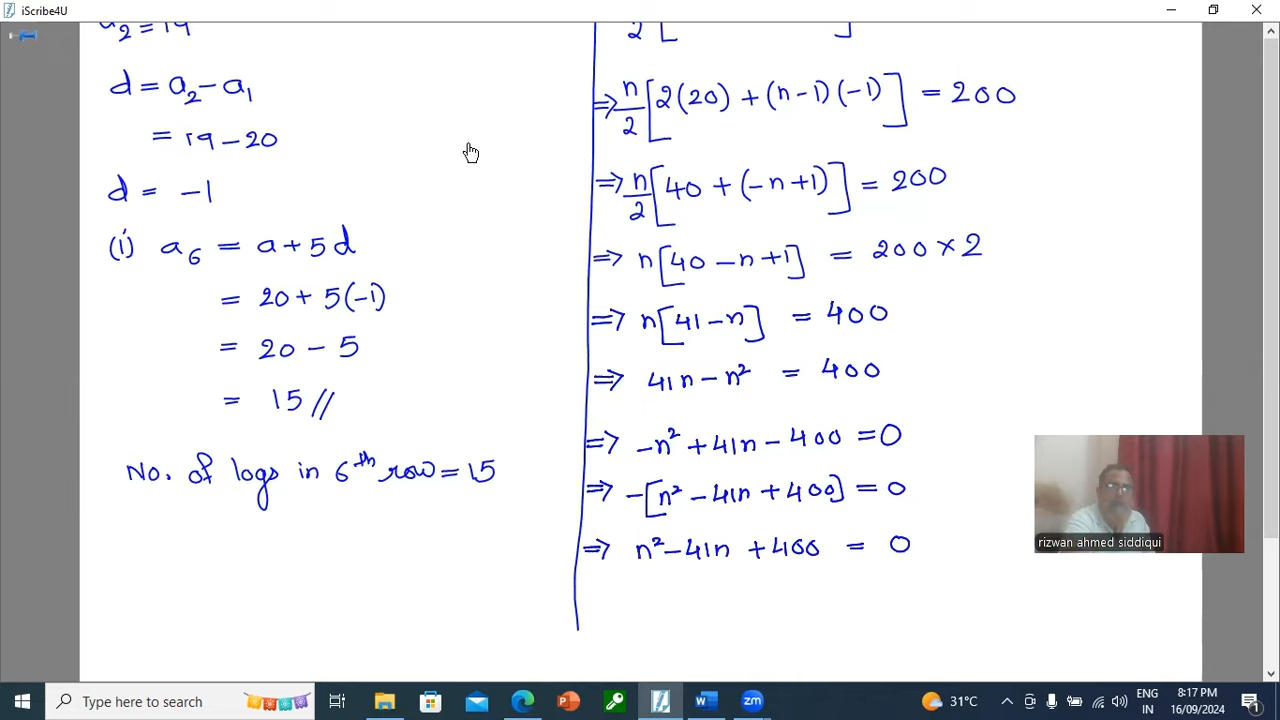 iScribe4U
a₂ = 19
d = a₂ - a₁
= 19 - 20
d = -1
(i) a₆ = a + 5d
= 20 + 5(-1)
= 20 - 5
= 15 //
No. of logs in 6ᵗʰ row = 15
2 [ ]
⇒ n/2 [2(20) + (n-1)(-1)] = 200
⇒ n/2 [40 + (-n+1)] = 200
⇒ n[40 - n + 1] = 200 × 2
⇒ n[41 - n] = 400
⇒ 41n - n² = 400
⇒ -n² + 41n - 400 = 0
⇒ -[n² - 41n + 400] = 0
⇒ n² - 41n + 400 = 0
rizwan ahmed siddiqui
Type here to search
zm
31°C
ENG
IN
8:17 PM
16/09/2024
1